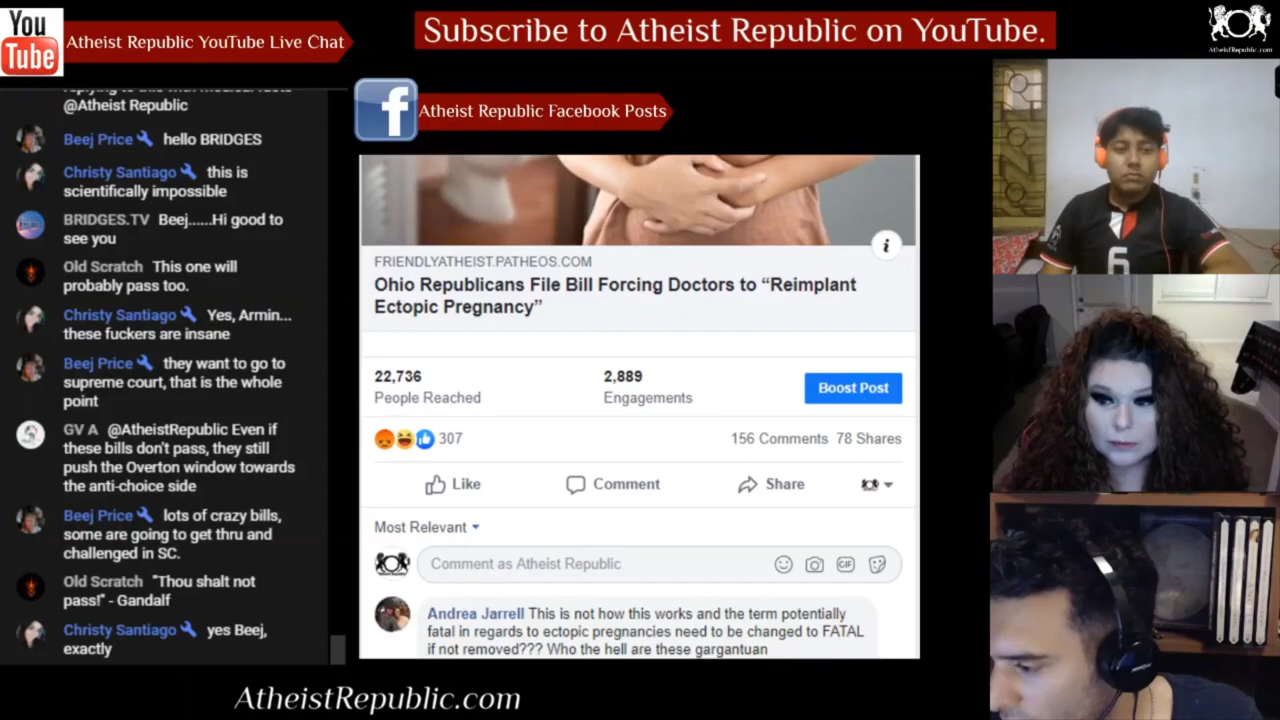 You
Tube
Atheist Republic YouTube Live Chat
Subscribe to Atheist Republic on YouTube.
AtheistRepublic.com
Atheist Republic Facebook Posts
@Atheist Republic
Beej Price hello BRIDGES
Christy Santiago this is
scientifically impossible
BRIDGES.TV Beej......Hi good to
see you
Old Scratch This one will
probably pass too.
Christy Santiago Yes, Armin...
these fuckers are insane
Beej Price they want to go to
supreme court, that is the whole
point
GV A @AtheistRepublic Even if
these bills don't pass, they still
push the Overton window towards
the anti-choice side
Beej Price lots of crazy bills,
some are going to get thru and
challenged in SC.
Old Scratch "Thou shalt not
pass!" - Gandalf
Christy Santiago yes Beej,
exactly
FRIENDLYATHEIST.PATHEOS.COM
Ohio Republicans File Bill Forcing Doctors to “Reimplant
Ectopic Pregnancy”
i
22,736
People Reached
2,889
Engagements
Boost Post
307
156 Comments 78 Shares
Like
Comment
Share
Most Relevant
Comment as Atheist Republic
GIF
Andrea Jarrell This is not how this works and the term potentially
fatal in regards to ectopic pregnancies need to be changed to FATAL
if not removed??? Who the hell are these gargantuan
6
AtheistRepublic.com